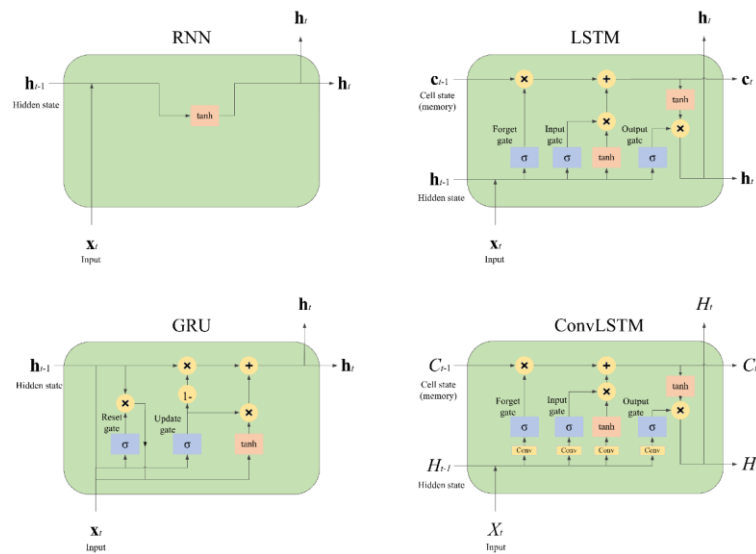 RNN
h_t
h_{t-1}
Hidden state
tanh
h_t
x_t
Input
LSTM
h_t
c_{t-1}
Cell state
(memory)
×
+
c_t
tanh
×
×
Forget
gate
Input
gate
Output
gate
σ
σ
tanh
σ
h_{t-1}
Hidden state
h_t
x_t
Input
GRU
h_t
h_{t-1}
Hidden state
×
+
h_t
1-
×
×
Reset
gate
Update
gate
σ
σ
tanh
x_t
Input
ConvLSTM
H_t
C_{t-1}
Cell state
(memory)
×
+
C
tanh
×
×
Forget
gate
Input
gate
Output
gate
σ
σ
tanh
σ
Conv
Conv
Conv
Conv
H_{t-1}
Hidden state
H
X_t
Input